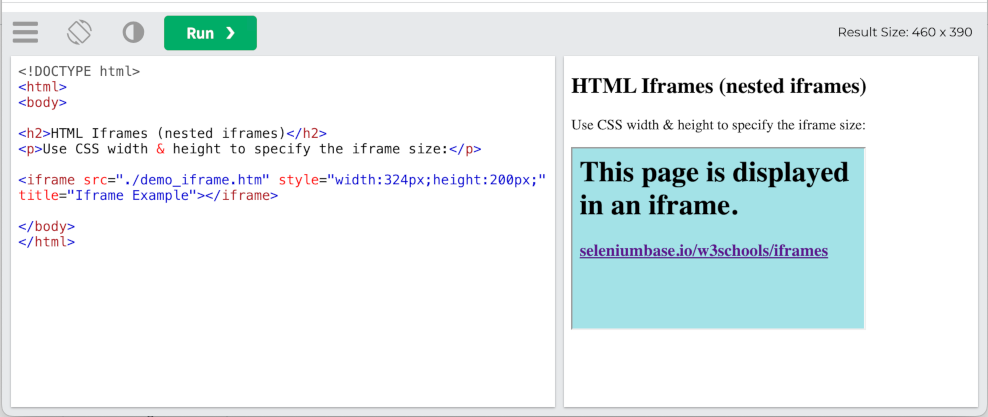 Run ❯
Result Size: 460 x 390
<!DOCTYPE html>
<html>
<body>
<h2>HTML Iframes (nested iframes)</h2>
<p>Use CSS width & height to specify the iframe size:</p>
<iframe src="./demo_iframe.htm" style="width:324px;height:200px;"
title="Iframe Example"></iframe>
</body>
</html>
HTML Iframes (nested iframes)
Use CSS width & height to specify the iframe size:
This page is displayed
in an iframe.
seleniumbase.io/w3schools/iframes